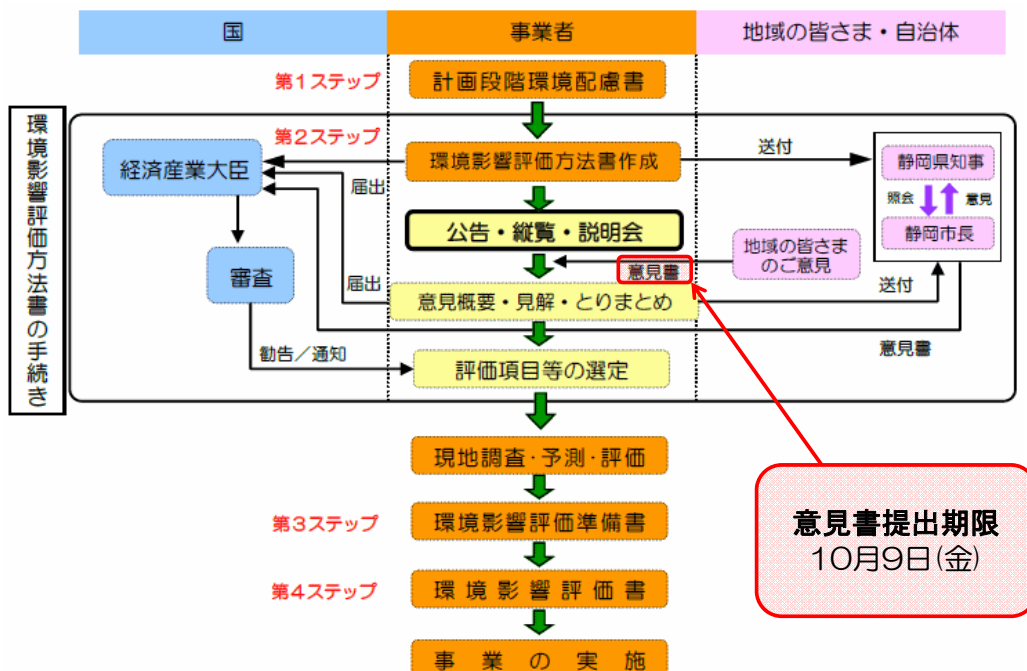 国
事業者
地域の皆さま・自治体
第1ステップ
計画段階環境配慮書
環境影響評価方法書の手続き
第2ステップ
環境影響評価方法書作成
送付
経済産業大臣
届出
静岡県知事
照会
意見
静岡市長
公告・縦覧・説明会
地域の皆さま
のご意見
意見書
審査
届出
意見概要・見解・とりまとめ
送付
意見書
勧告／通知
評価項目等の選定
現地調査・予測・評価
第3ステップ
環境影響評価準備書
第4ステップ
環境影響評価書
事業の実施
意見書提出期限
10月9日(金)